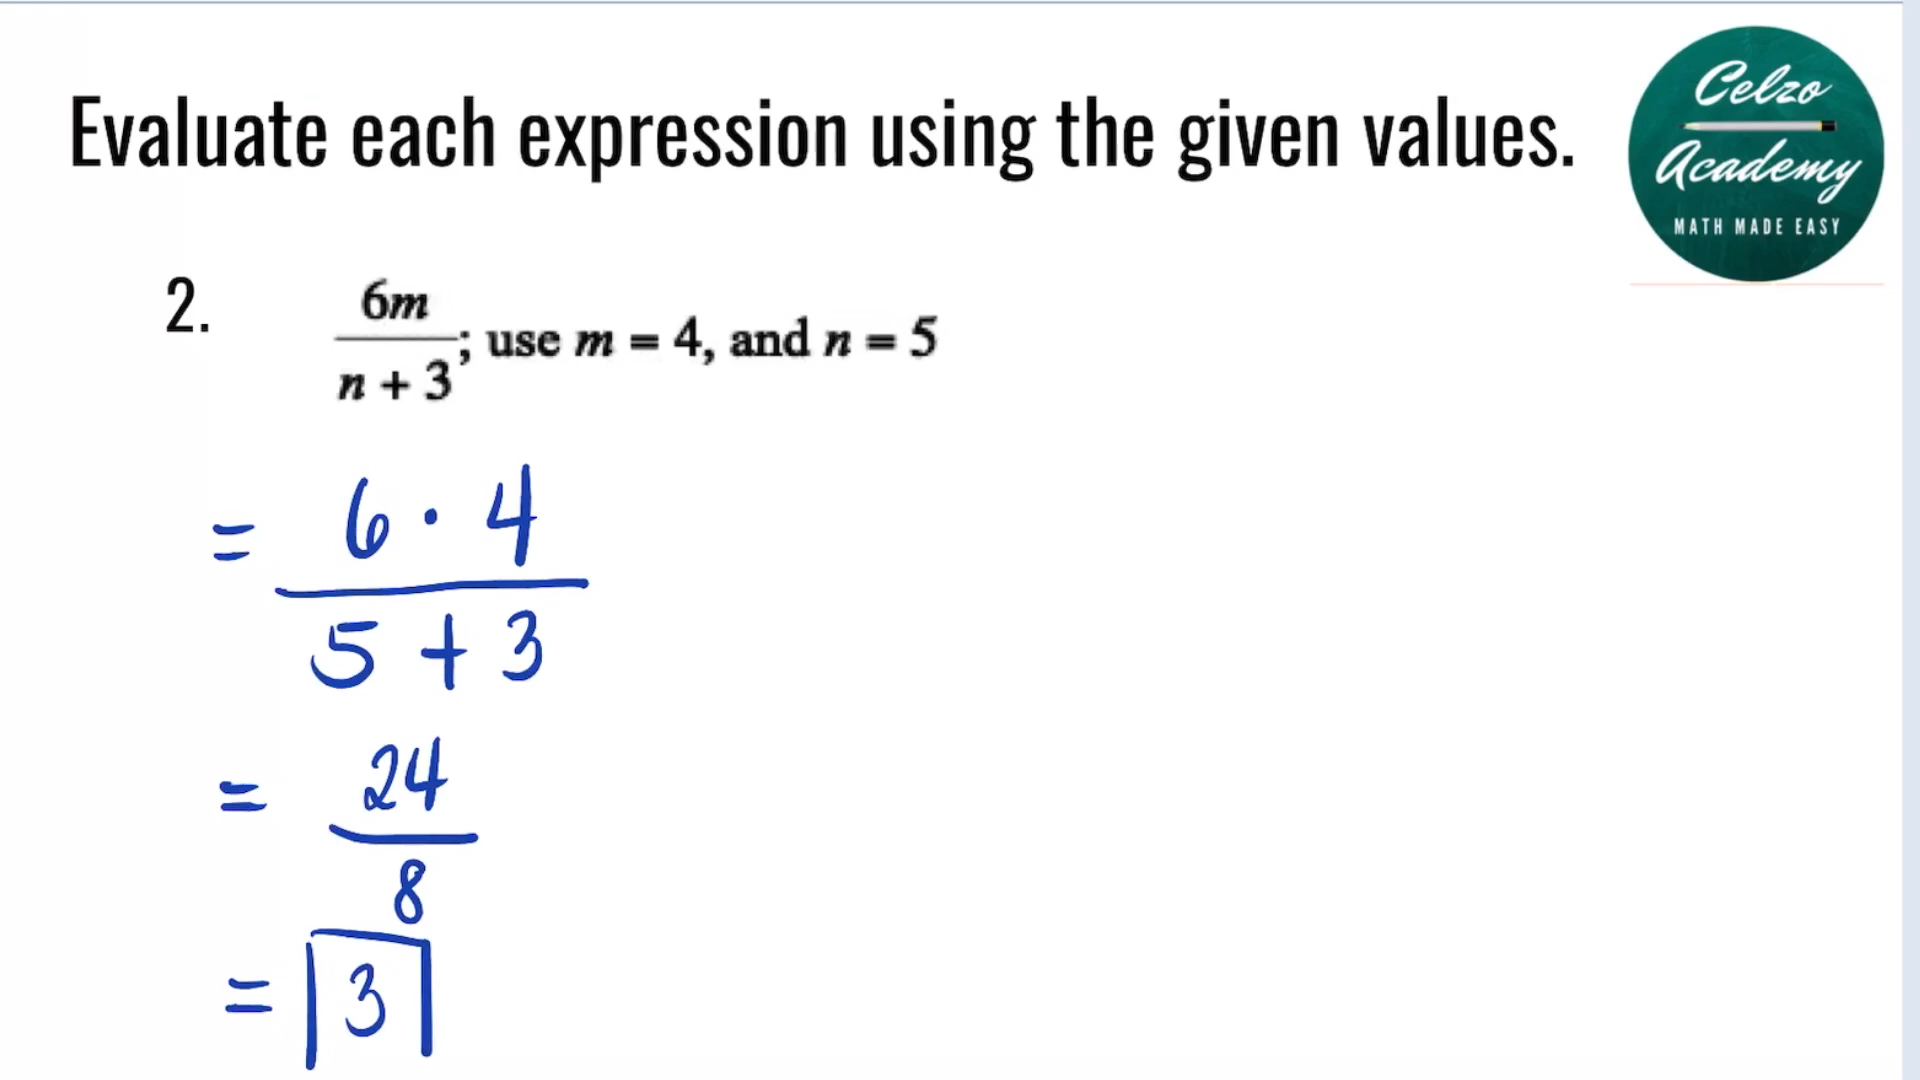 Evaluate each expression using the given values.
Celzo
Academy
MATH MADE EASY
2.
6m
n + 3
; use m = 4, and n = 5
= 6 · 4
5 + 3
= 24
8
= 3